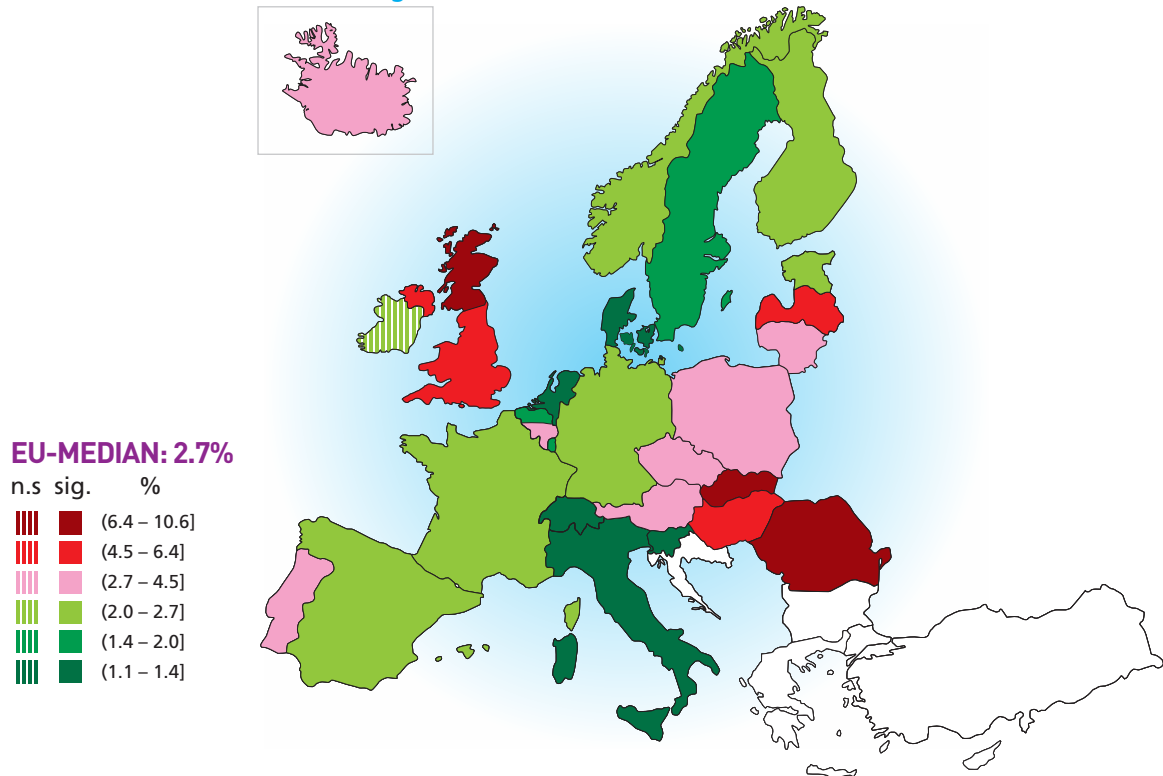 EU-MEDIAN: 2.7%
n.s sig. %
(6.4 – 10.6]
(4.5 – 6.4]
(2.7 – 4.5]
(2.0 – 2.7]
(1.4 – 2.0]
(1.1 – 1.4]